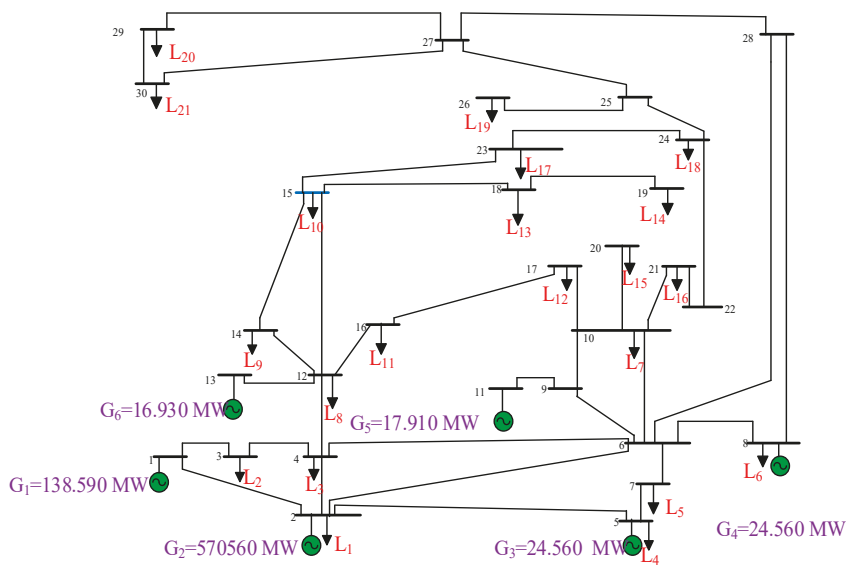 29
27
28
L₂₀
30
L₂₁
26
25
L₁₉
23
24
L₁₇
L₁₈
15
18
19
L₁₀
L₁₃
L₁₄
20
17
21
L₁₂
L₁₅
L₁₆
22
14
16
10
L₉
L₁₁
L₇
13
12
11
9
G₆=16.930 MW
L₈
G₅=17.910 MW
1
3
4
6
8
G₁=138.590 MW
L₂
L₃
L₆
7
L₅
2
5
G₄=24.560 MW
G₂=570560 MW
L₁
G₃=24.560 MW
L₄